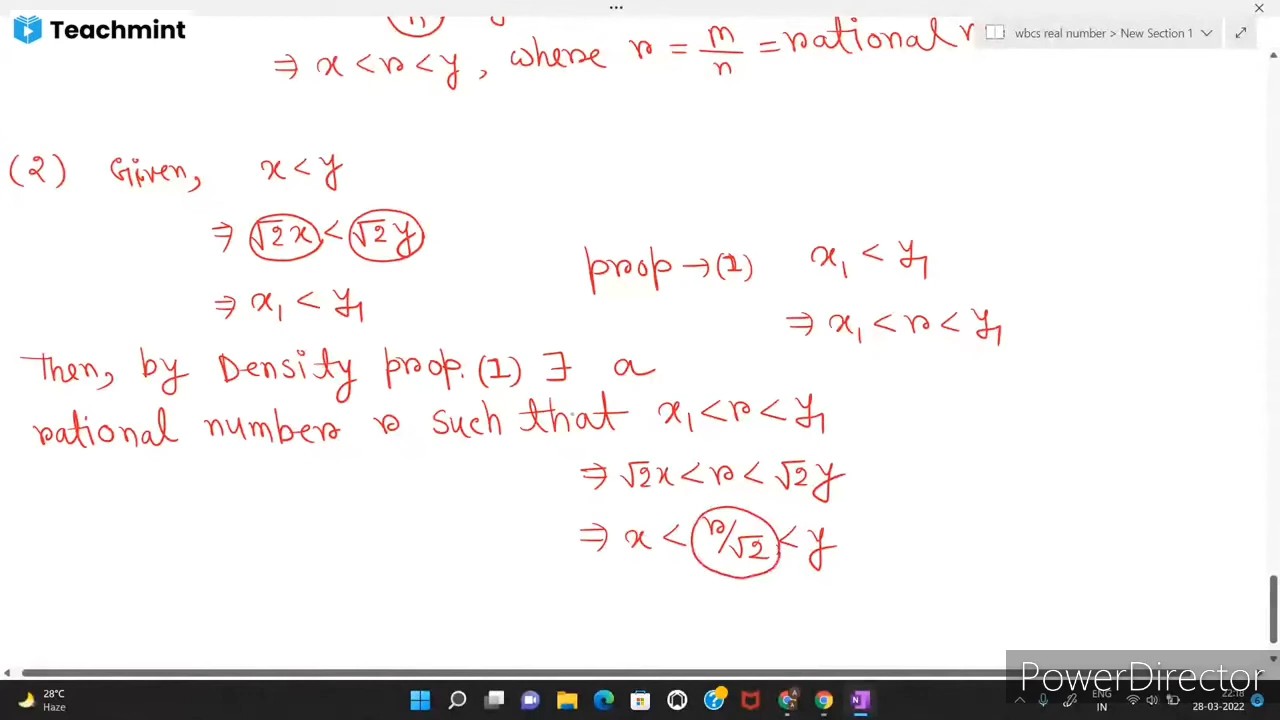 Teachmint
wbcs real number > New Section 1
⇒ x < r < y, where r = m/n = rational
(2) Given, x < y
⇒ √2x < √2y
⇒ x₁ < y₁
prop → (1) x₁ < y₁
⇒ x₁ < r < y₁
Then, by Density prop. (1) ∃ a
rational number r such that x₁ < r < y₁
⇒ √2x < r < √2y
⇒ x < r/√2 < y
PowerDirector
28°C
Haze
ENG
IN
22:18
28-03-2022